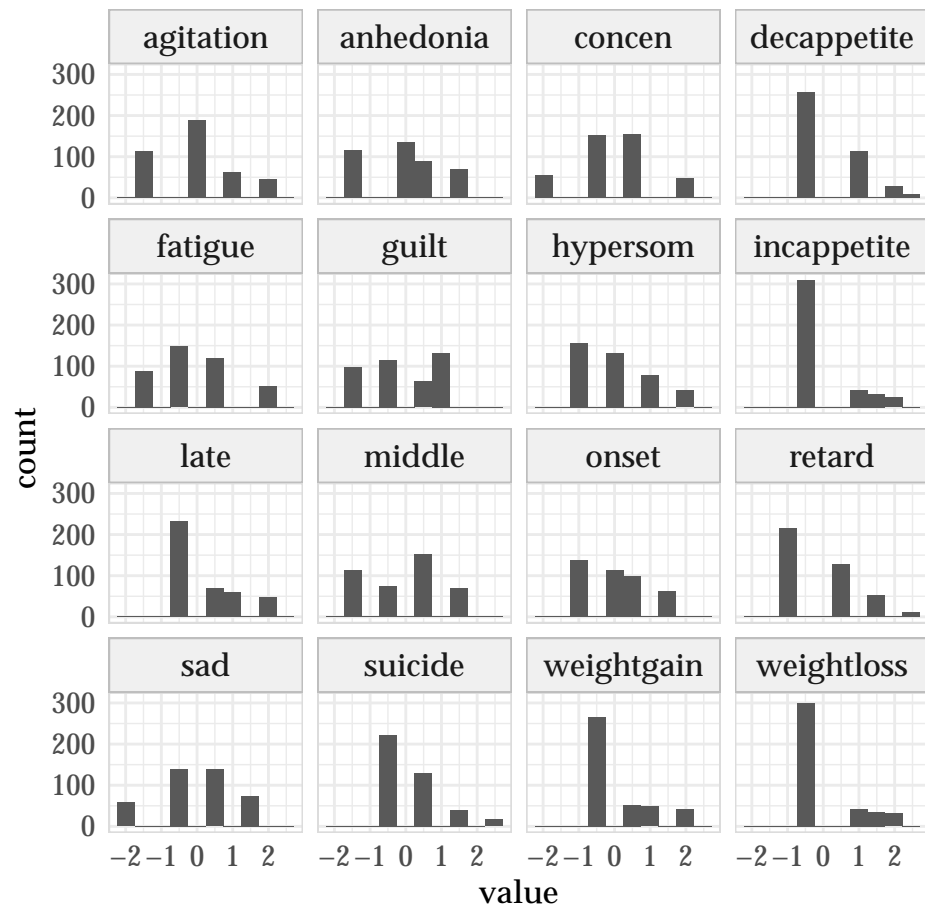 agitation anhedonia concen decappetite
300
200
100
0
fatigue guilt hypersom incappetite
300
200
100
0
count
late middle onset retard
300
200
100
0
sad suicide weightgain weightloss
300
200
100
0
−2 −1 0 1 2 −2 −1 0 1 2 −2 −1 0 1 2 −2 −1 0 1 2
value